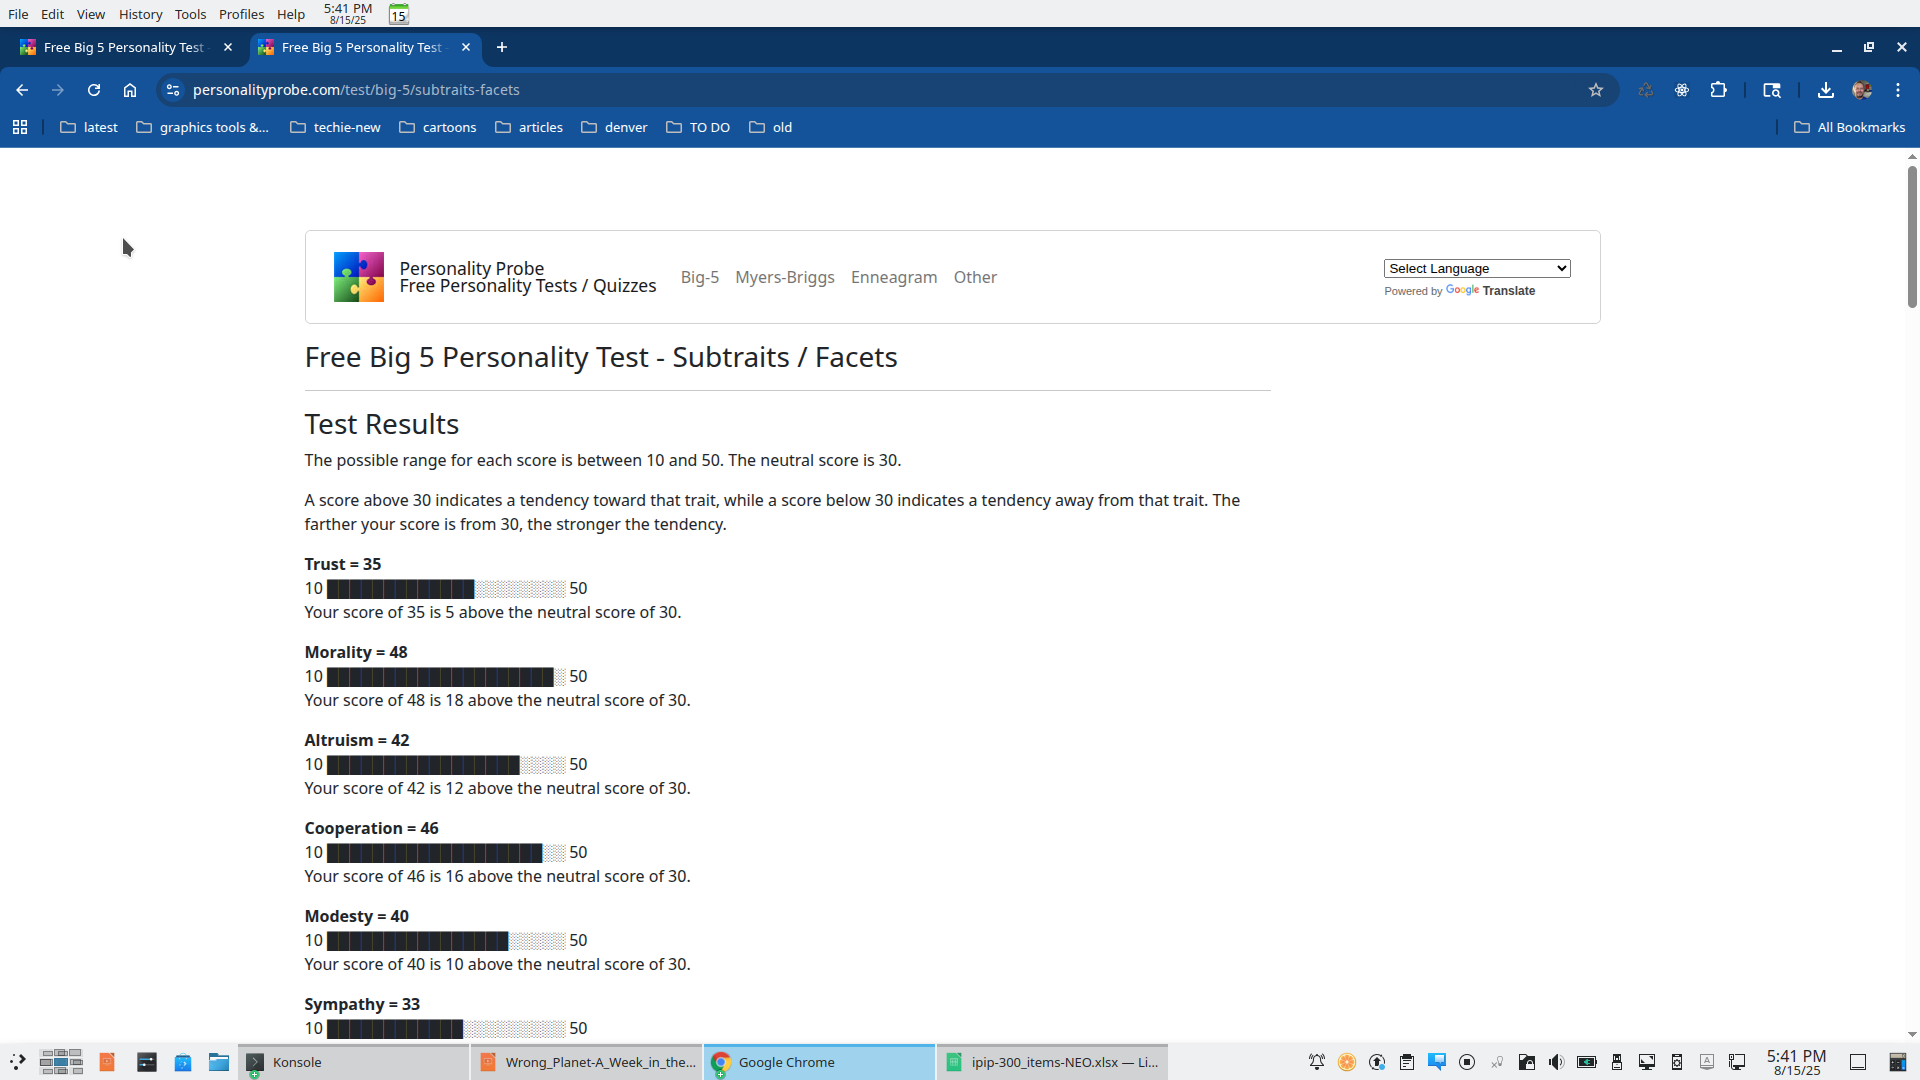 File Edit View History Tools Profiles Help 5:41 PM
8/15/25 15
Free Big 5 Personality Test - Free Big 5 Personality Test
personalityprobe.com/test/big-5/subtraits-facets
latest graphics tools &... techie-new cartoons articles denver TO DO old All Bookmarks
Personality Probe
Free Personality Tests / Quizzes
Big-5 Myers-Briggs Enneagram Other
Select Language
Powered by Google Translate
Free Big 5 Personality Test - Subtraits / Facets
Test Results
The possible range for each score is between 10 and 50. The neutral score is 30.
A score above 30 indicates a tendency toward that trait, while a score below 30 indicates a tendency away from that trait. The
farther your score is from 30, the stronger the tendency.
Trust = 35
10 █████████████░░░░░░░░ 50
Your score of 35 is 5 above the neutral score of 30.
Morality = 48
10 ████████████████████░ 50
Your score of 48 is 18 above the neutral score of 30.
Altruism = 42
10 █████████████████░░░░ 50
Your score of 42 is 12 above the neutral score of 30.
Cooperation = 46
10 ███████████████████░░ 50
Your score of 46 is 16 above the neutral score of 30.
Modesty = 40
10 ████████████████░░░░░ 50
Your score of 40 is 10 above the neutral score of 30.
Sympathy = 33
10 ████████████░░░░░░░░░ 50
Konsole Wrong_Planet-A_Week_in_the... Google Chrome ipip-300_items-NEO.xlsx — Li... 5:41 PM
8/15/25